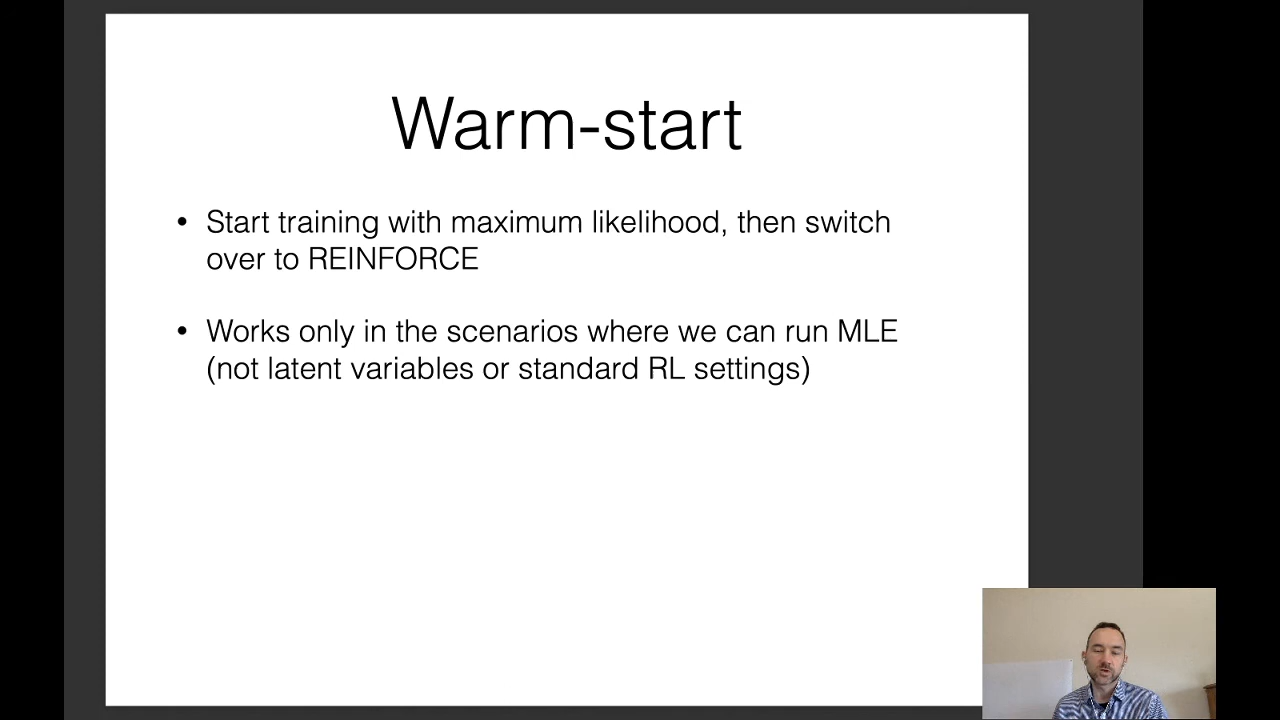 Warm-start
• Start training with maximum likelihood, then switch
over to REINFORCE
• Works only in the scenarios where we can run MLE
(not latent variables or standard RL settings)